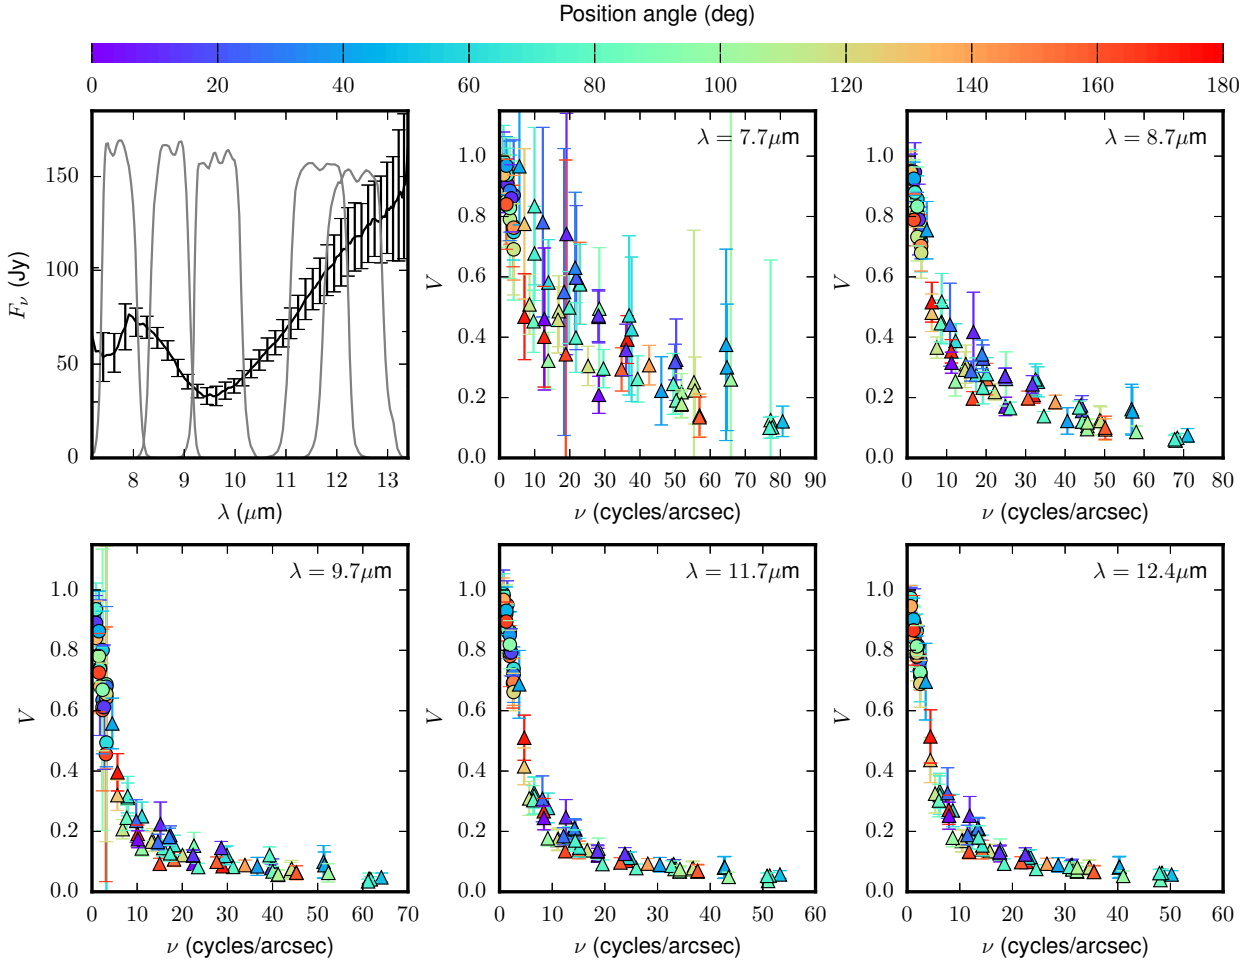 Position angle (deg)
0 20 40 60 80 100 120 140 160 180
150
100
50
0
F_ν (Jy)
8 9 10 11 12 13
λ (μm)
λ = 7.7μm
1.0
0.8
0.6
0.4
0.2
0.0
V
0 10 20 30 40 50 60 70 80 90
ν (cycles/arcsec)
λ = 8.7μm
1.0
0.8
0.6
0.4
0.2
0.0
V
0 10 20 30 40 50 60 70 80
ν (cycles/arcsec)
λ = 9.7μm
1.0
0.8
0.6
0.4
0.2
0.0
V
0 10 20 30 40 50 60 70
ν (cycles/arcsec)
λ = 11.7μm
1.0
0.8
0.6
0.4
0.2
0.0
V
0 10 20 30 40 50 60
ν (cycles/arcsec)
λ = 12.4μm
1.0
0.8
0.6
0.4
0.2
0.0
V
0 10 20 30 40 50 60
ν (cycles/arcsec)